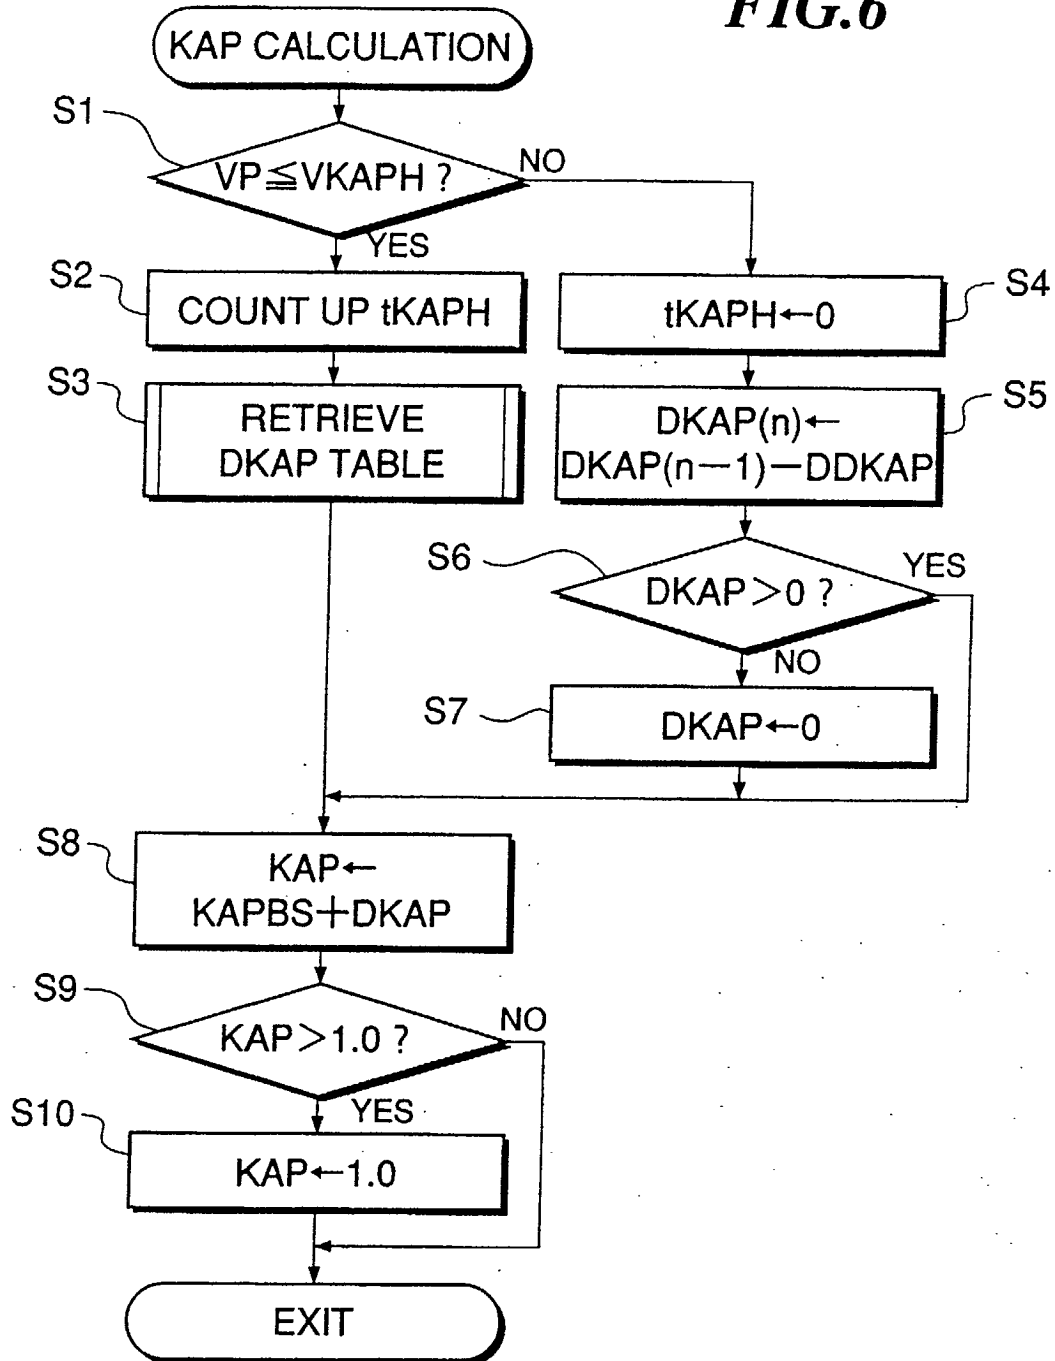 FIG.6
KAP CALCULATION
S1
VP≦VKAPH ?
NO
YES
S2
COUNT UP tKAPH
S4
tKAPH←0
S3
RETRIEVE
DKAP TABLE
S5
DKAP(n)←
DKAP(n−1)−DDKAP
S6
DKAP>0 ?
YES
NO
S7
DKAP←0
S8
KAP←
KAPBS+DKAP
S9
KAP>1.0 ?
NO
YES
S10
KAP←1.0
EXIT